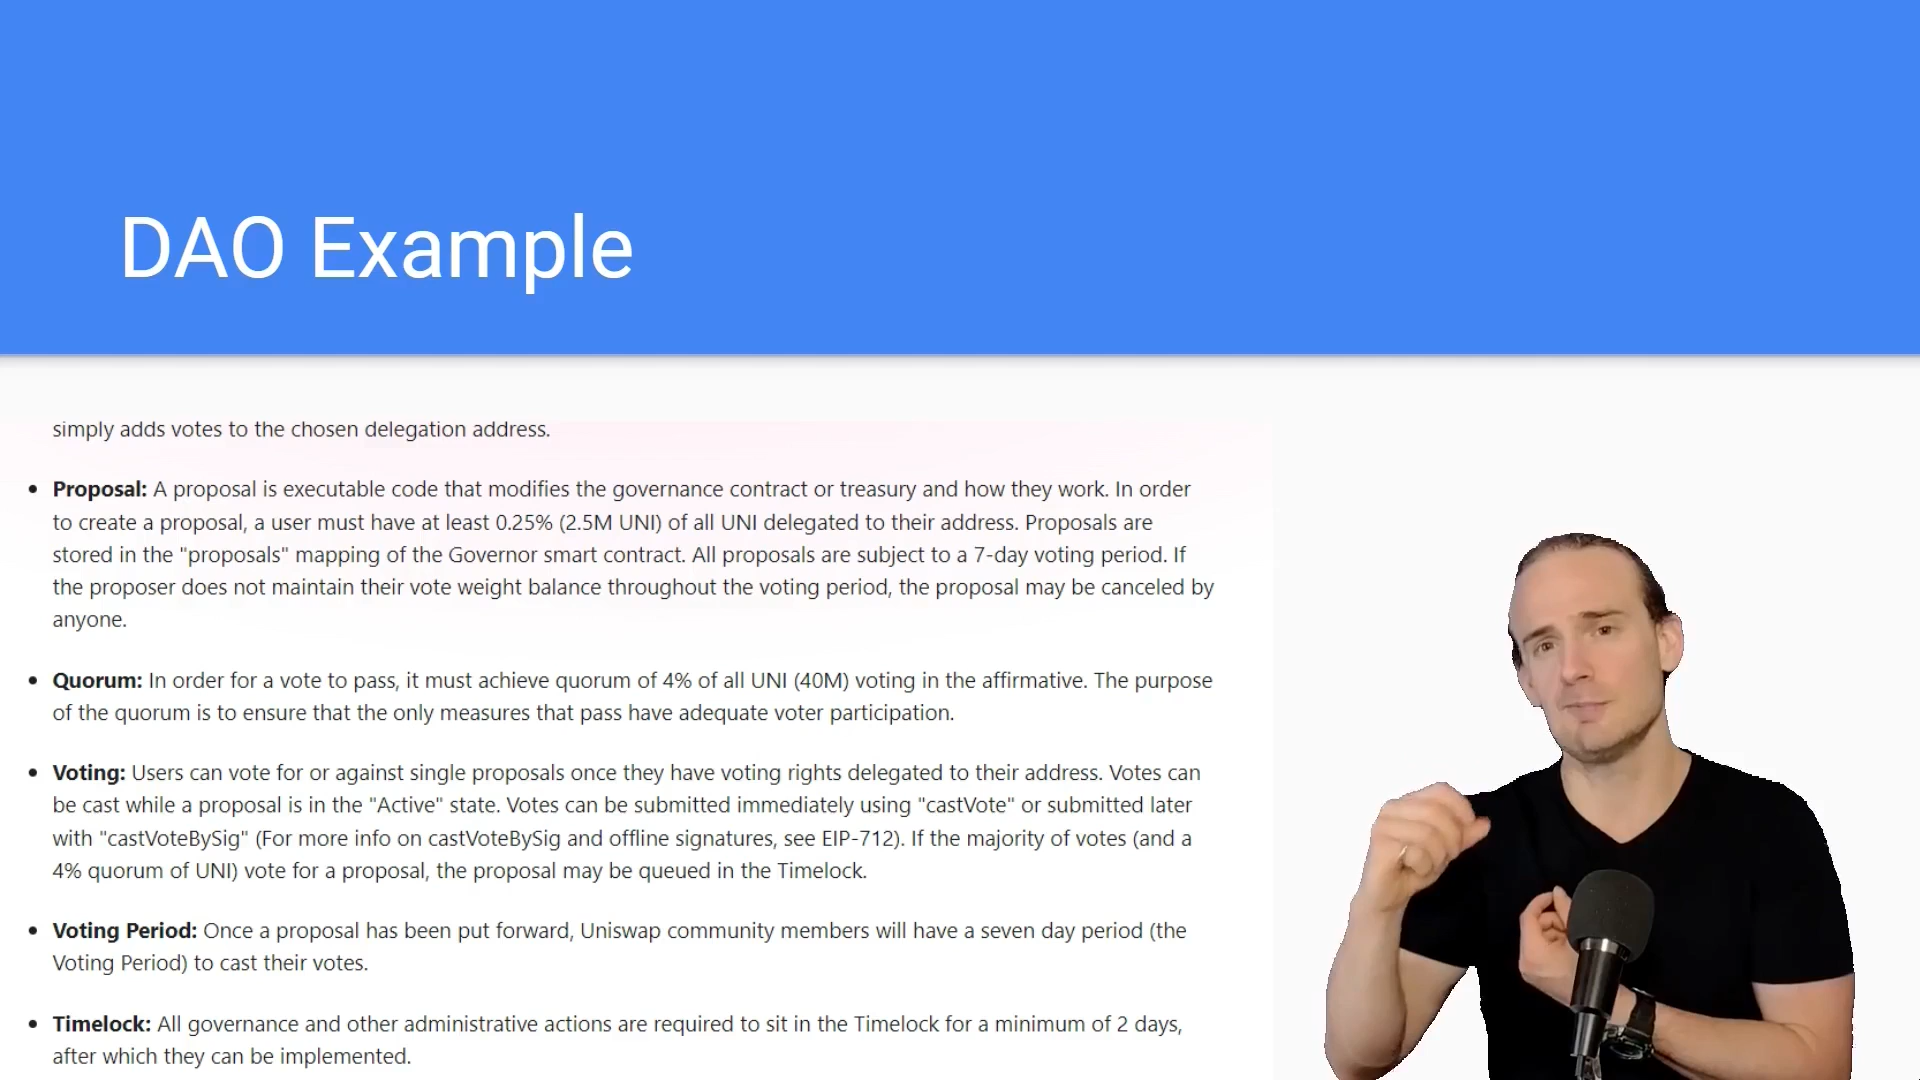 DAO Example
simply adds votes to the chosen delegation address.
• Proposal: A proposal is executable code that modifies the governance contract or treasury and how they work. In order
to create a proposal, a user must have at least 0.25% (2.5M UNI) of all UNI delegated to their address. Proposals are
stored in the "proposals" mapping of the Governor smart contract. All proposals are subject to a 7-day voting period. If
the proposer does not maintain their vote weight balance throughout the voting period, the proposal may be canceled by
anyone.
• Quorum: In order for a vote to pass, it must achieve quorum of 4% of all UNI (40M) voting in the affirmative. The purpose
of the quorum is to ensure that the only measures that pass have adequate voter participation.
• Voting: Users can vote for or against single proposals once they have voting rights delegated to their address. Votes can
be cast while a proposal is in the "Active" state. Votes can be submitted immediately using "castVote" or submitted later
with "castVoteBySig" (For more info on castVoteBySig and offline signatures, see EIP-712). If the majority of votes (and a
4% quorum of UNI) vote for a proposal, the proposal may be queued in the Timelock.
• Voting Period: Once a proposal has been put forward, Uniswap community members will have a seven day period (the
Voting Period) to cast their votes.
• Timelock: All governance and other administrative actions are required to sit in the Timelock for a minimum of 2 days,
after which they can be implemented.